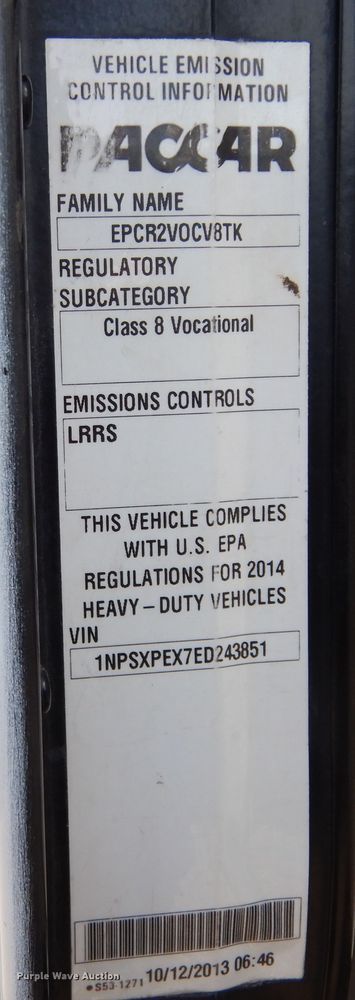 VEHICLE EMISSION
CONTROL INFORMATION
PACCAR
FAMILY NAME
EPCR2VOCV8TK
REGULATORY
SUBCATEGORY
Class 8 Vocational
EMISSIONS CONTROLS
LRRS
THIS VEHICLE COMPLIES
WITH U.S. EPA
REGULATIONS FOR 2014
HEAVY-DUTY VEHICLES
VIN
1NPSXPEX7ED243851
S53-1271 10/12/2013 06:46
Purple Wave Auction